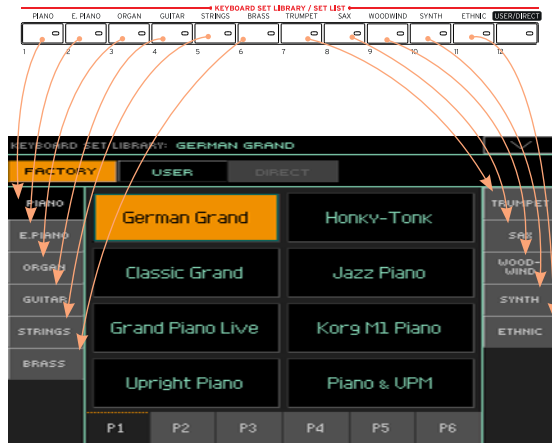 KEYBOARD SET LIBRARY / SET LIST
PIANO E. PIANO ORGAN GUITAR STRINGS BRASS TRUMPET SAX WOODWIND SYNTH ETHNIC USER/DIRECT
1 2 3 4 5 6 7 8 9 10 11 12
KEYBOARD SET LIBRARY: GERMAN GRAND
FACTORY USER DIRECT
PIANO
E.PIANO
ORGAN
GUITAR
STRINGS
BRASS
German Grand Honky-Tonk
Classic Grand Jazz Piano
Grand Piano Live Korg M1 Piano
Upright Piano Piano & UPM
TRUMPET
SAX
WOOD-
WIND
SYNTH
ETHNIC
P1 P2 P3 P4 P5 P6